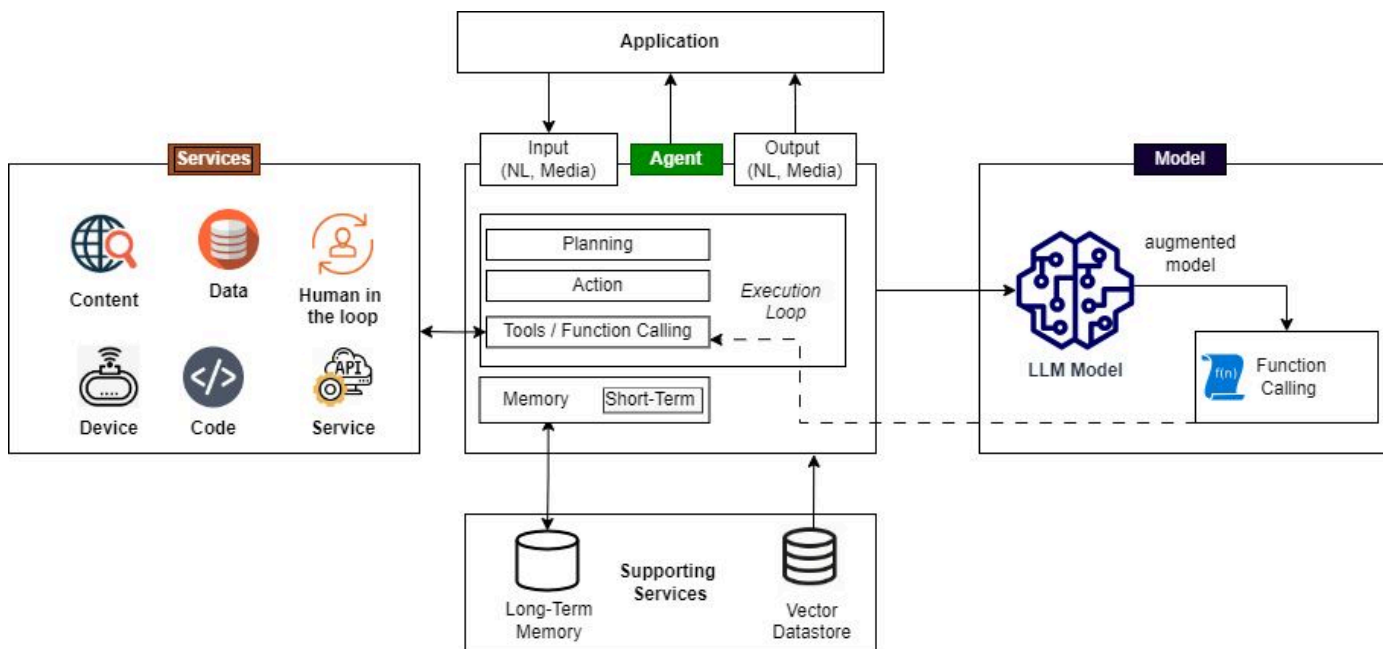 Application
Input
(NL, Media)
Agent
Output
(NL, Media)
Services
Content
Data
Human in
the loop
Device
Code
API
Service
Planning
Action
Tools / Function Calling
Execution
Loop
Memory
Short-Term
Model
LLM Model
augmented
model
f(n)
Function
Calling
Long-Term
Memory
Supporting
Services
Vector
Datastore